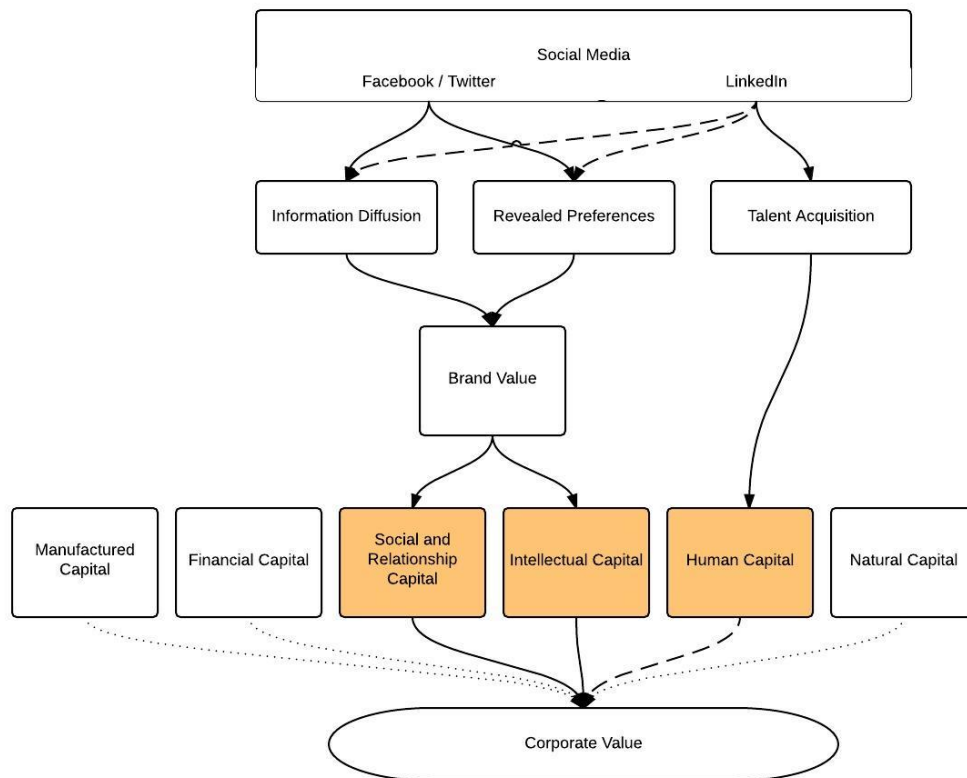 Social Media
Facebook / Twitter
LinkedIn
Information Diffusion
Revealed Preferences
Talent Acquisition
Brand Value
Manufactured
Capital
Financial Capital
Social and
Relationship
Capital
Intellectual Capital
Human Capital
Natural Capital
Corporate Value